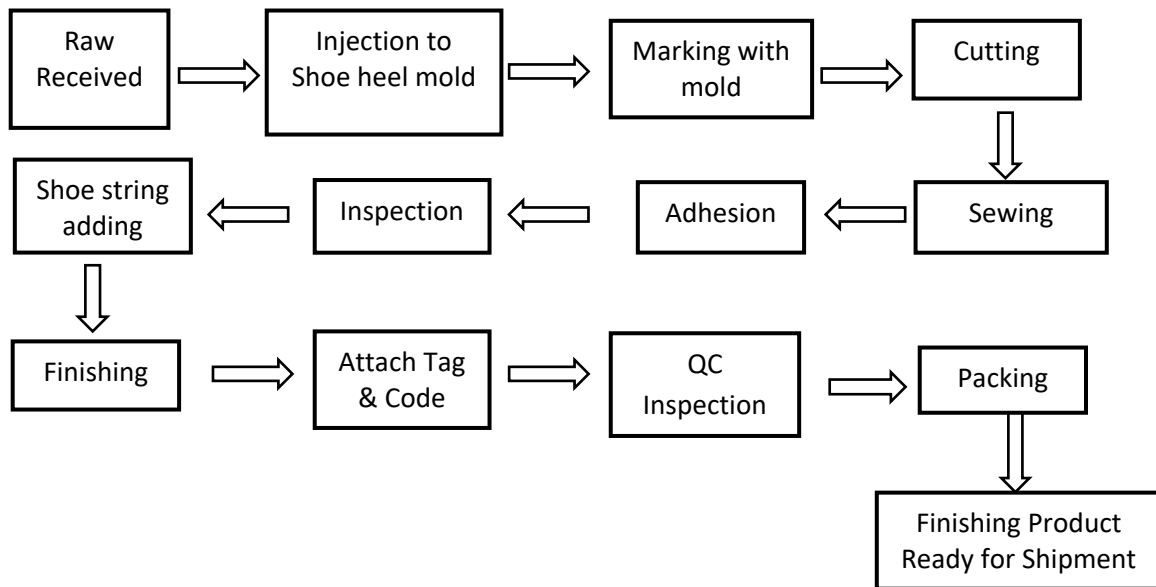 Raw
Received
Injection to
Shoe heel mold
Marking with
mold
Cutting
Shoe string
adding
Inspection
Adhesion
Sewing
Finishing
Attach Tag
& Code
QC
Inspection
Packing
Finishing Product
Ready for Shipment